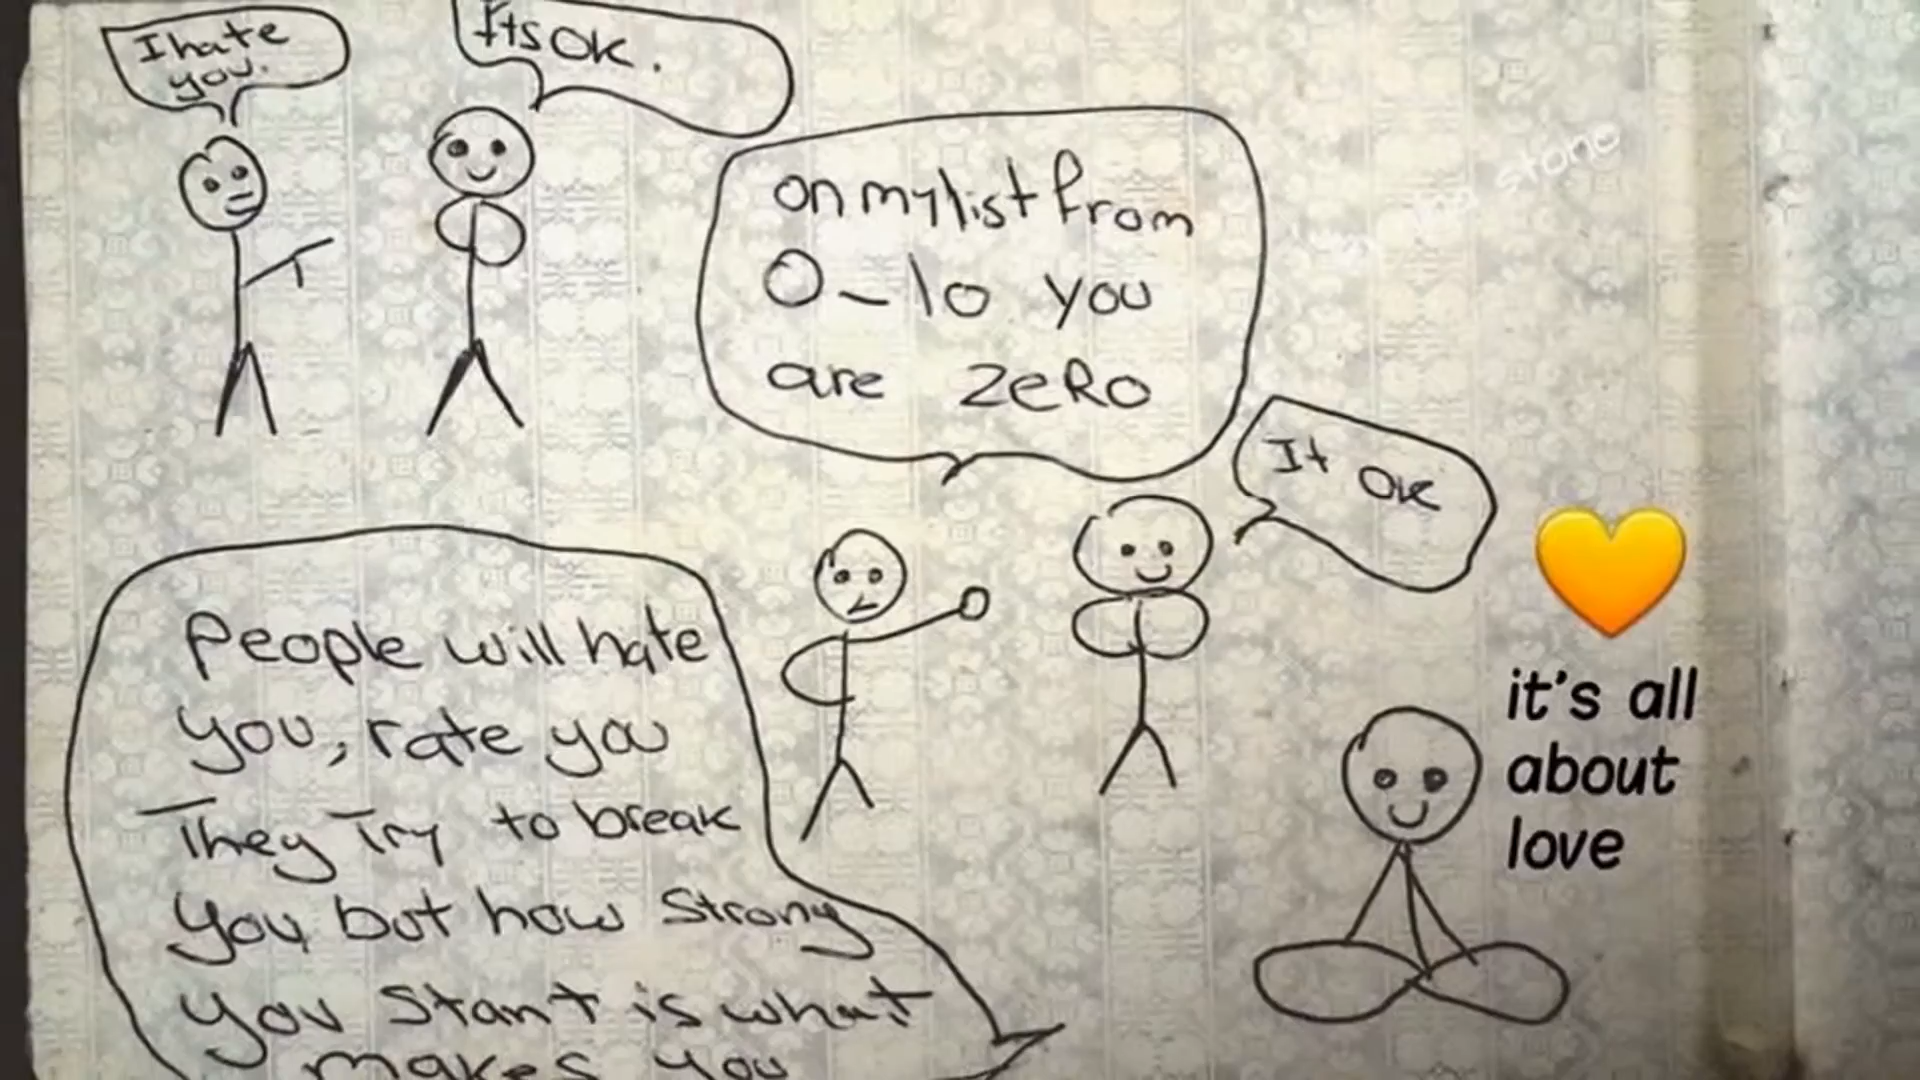 I hate
you.
Its OK.
on my list from
0-10 you
are zeRo
It Ok
People will hate
you, rate you
They Try to break
you but how Strong
you Stant is what
makes you
it's all
about
love
stone